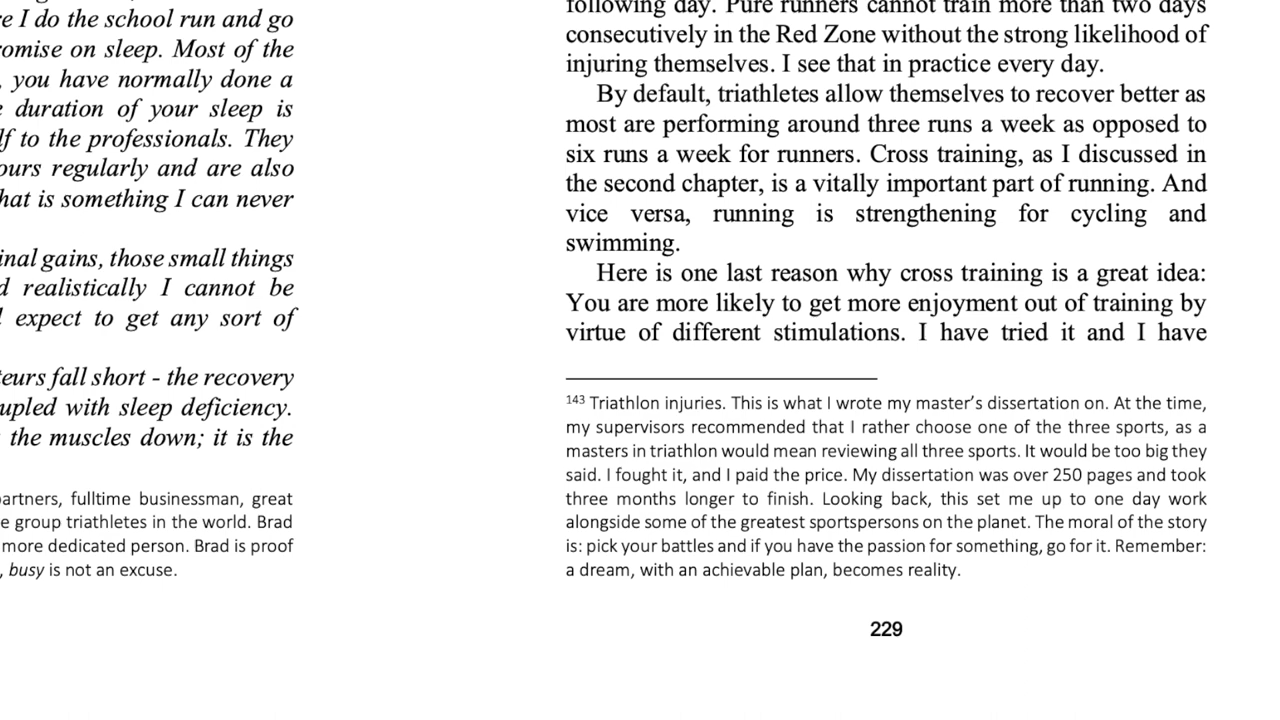 e I do the school run and go
omise on sleep. Most of the
, you have normally done a
duration of your sleep is
lf to the professionals. They
ours regularly and are also
hat is something I can never
inal gains, those small things
d realistically I cannot be
expect to get any sort of
eurs fall short - the recovery
upled with sleep deficiency.
the muscles down; it is the
partners, fulltime businessman, great
e group triathletes in the world. Brad
more dedicated person. Brad is proof
, busy is not an excuse.
following day. Pure runners cannot train more than two days
consecutively in the Red Zone without the strong likelihood of
injuring themselves. I see that in practice every day.
By default, triathletes allow themselves to recover better as
most are performing around three runs a week as opposed to
six runs a week for runners. Cross training, as I discussed in
the second chapter, is a vitally important part of running. And
vice versa, running is strengthening for cycling and
swimming.
Here is one last reason why cross training is a great idea:
You are more likely to get more enjoyment out of training by
virtue of different stimulations. I have tried it and I have
143 Triathlon injuries. This is what I wrote my master’s dissertation on. At the time,
my supervisors recommended that I rather choose one of the three sports, as a
masters in triathlon would mean reviewing all three sports. It would be too big they
said. I fought it, and I paid the price. My dissertation was over 250 pages and took
three months longer to finish. Looking back, this set me up to one day work
alongside some of the greatest sportspersons on the planet. The moral of the story
is: pick your battles and if you have the passion for something, go for it. Remember:
a dream, with an achievable plan, becomes reality.
229